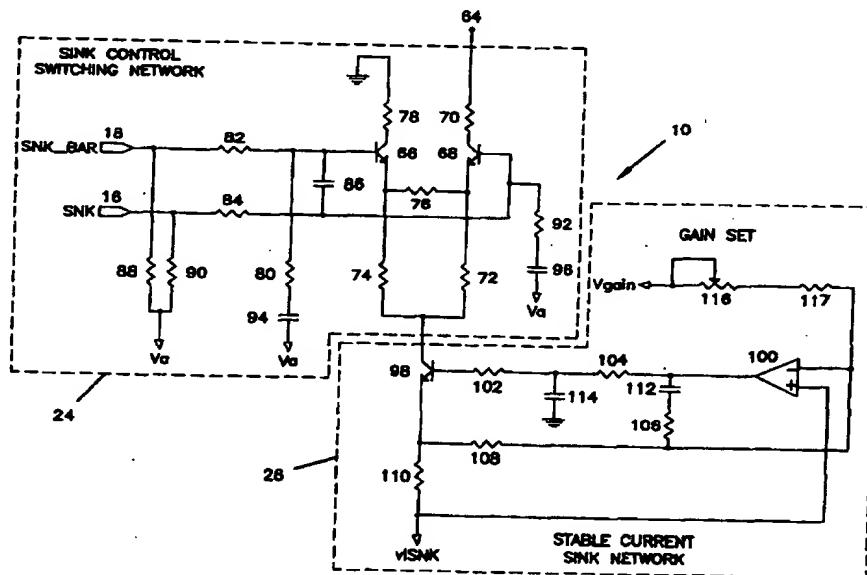 64
SINK CONTROL
SWITCHING NETWORK
78
70
10
18
82
SNK_BAR
66
68
86
16
76
SNK
84
92
GAIN SET
88
90
80
74
72
96
Vgain
116
117
94
Va
Va
Va
100
98
104
102
112
114
24
106
26
108
110
STABLE CURRENT
SINK NETWORK
vISNK